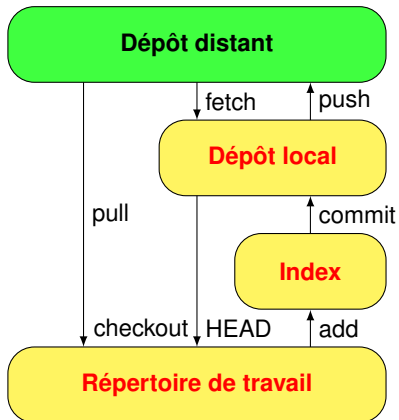 Dépôt distant
fetch push
Dépôt local
pull commit
Index
checkout HEAD add
Répertoire de travail